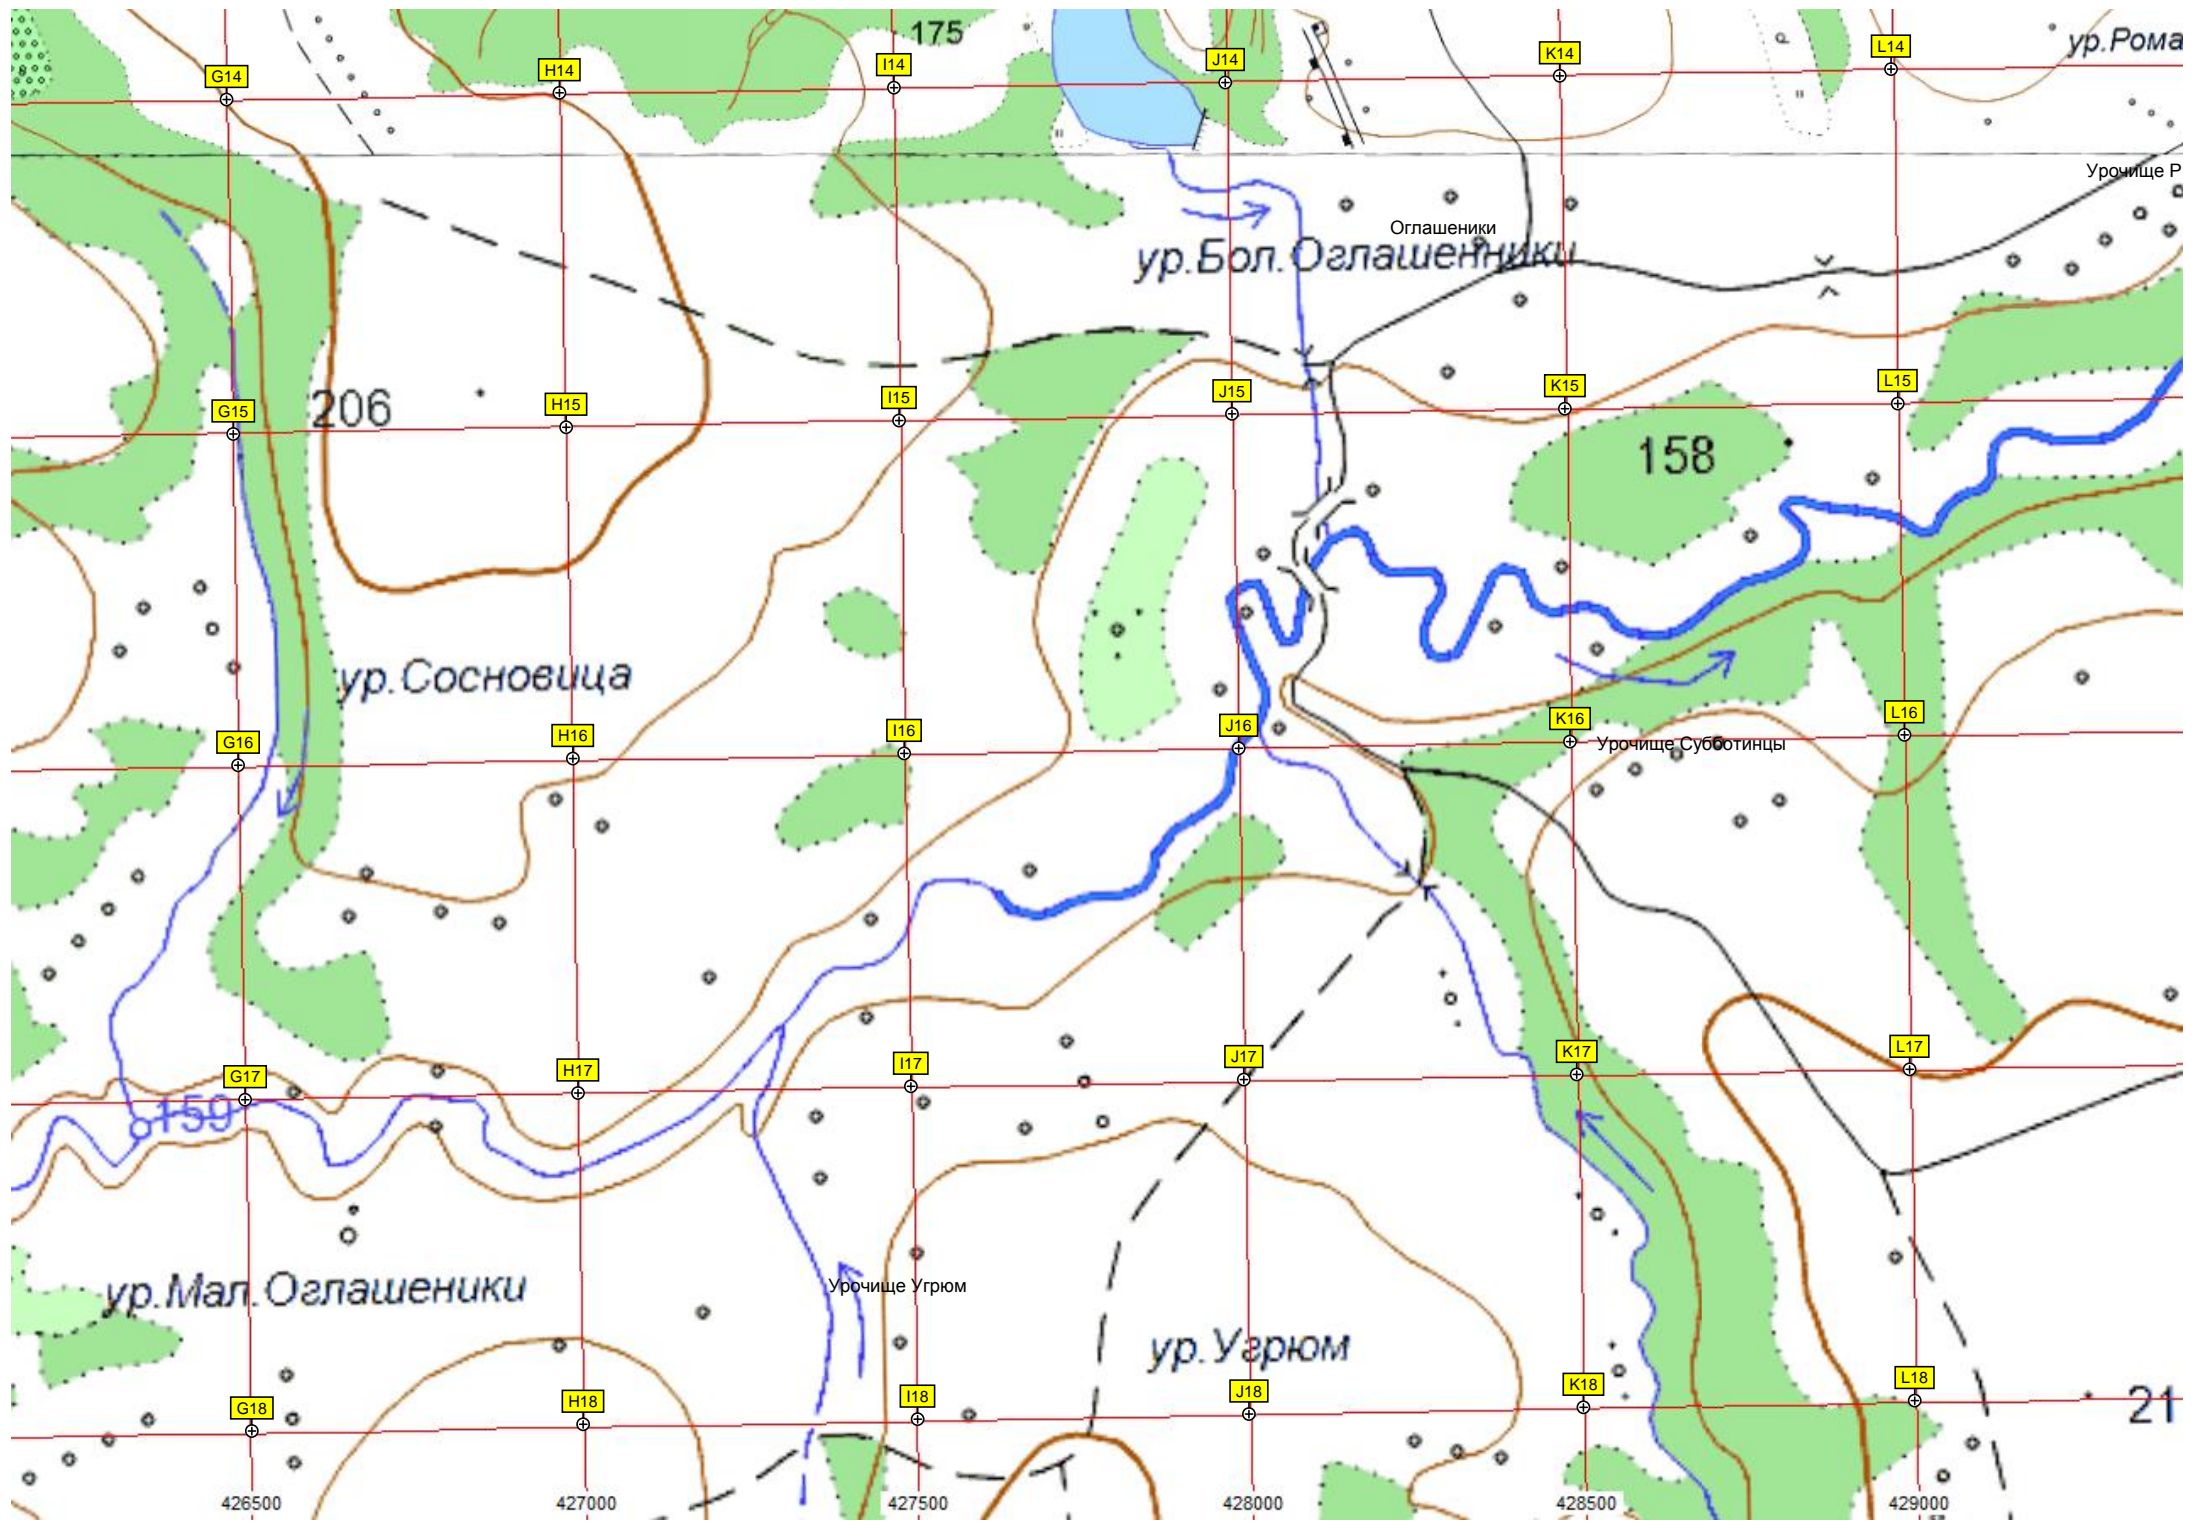 175
ур.Рома
G14
H14
I14
J14
K14
L14
Урочище Р
Оглашеники
ур.Бол.Оглашенники
206
158
G15
H15
I15
J15
K15
L15
ур.Сосновица
G16
H16
I16
J16
K16
L16
Урочище Субботинцы
159
G17
H17
I17
J17
K17
L17
ур.Мал.Оглашеники
Урочище Угрюм
ур.Угрюм
G18
H18
I18
J18
K18
L18
21
426500
427000
427500
428000
428500
429000